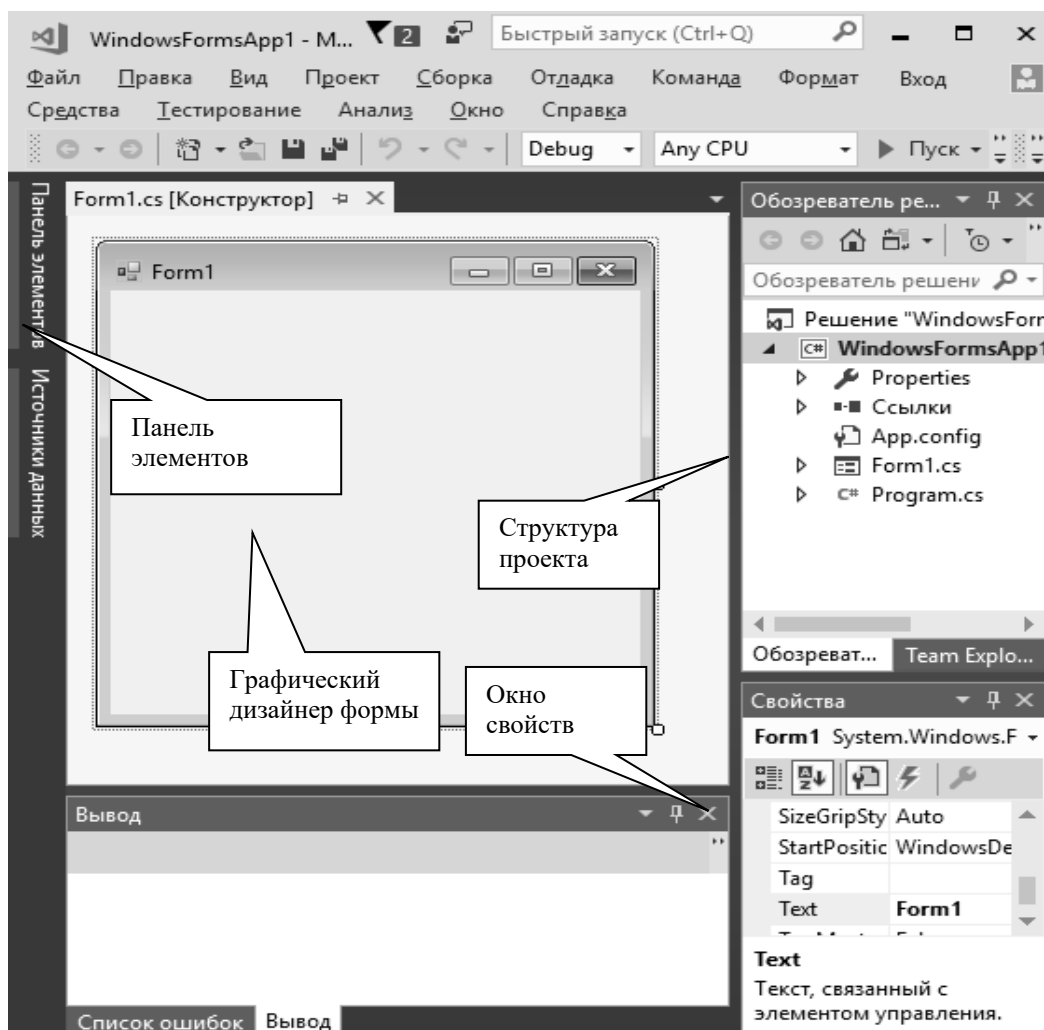 WindowsFormsApp1 - M... 2 Быстрый запуск (Ctrl+Q)
Файл Правка Вид Проект Сборка Отладка Команда Формат Вход
Средства Тестирование Анализ Окно Справка
Debug Any CPU Пуск
Панель элементов
Источники данных
Form1.cs [Конструктор]
Form1
Панель
элементов
Структура
проекта
Графический
дизайнер формы
Окно
свойств
Обозреватель ре...
Обозреватель решени
Решение "WindowsForm
C# WindowsFormsApp1
Properties
Ссылки
App.config
Form1.cs
C# Program.cs
Обозреват... Team Explo...
Свойства
Form1 System.Windows.F
SizeGripSty Auto
StartPositic WindowsDe
Tag
Text Form1
Text
Текст, связанный с
элементом управления.
Вывод
Список ошибок Вывод